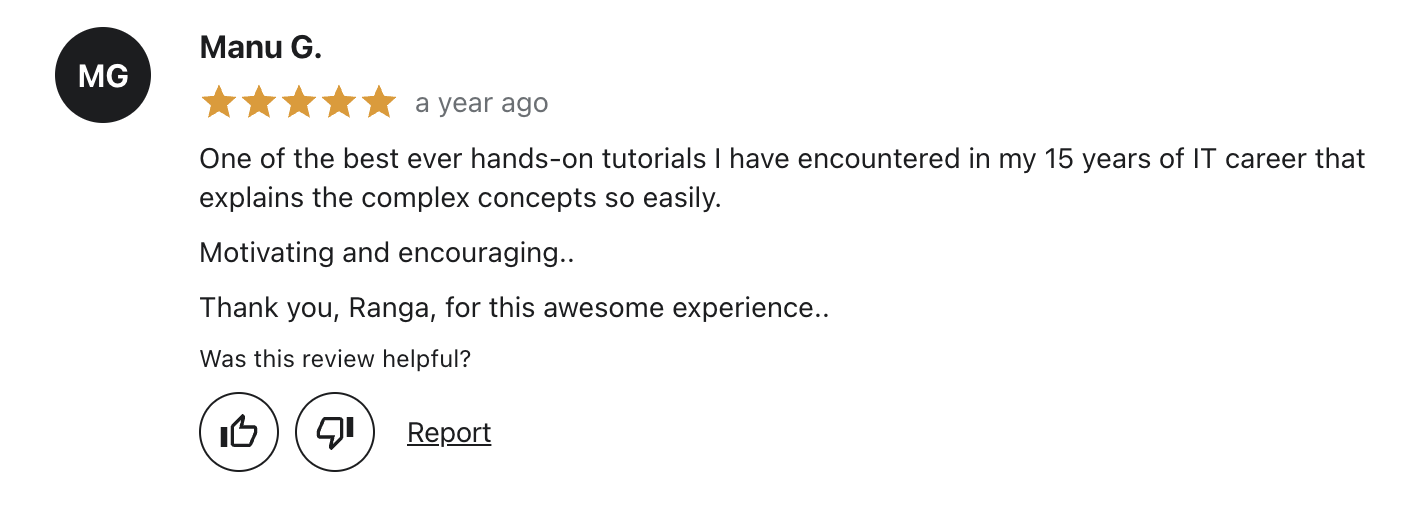 MG
Manu G.
a year ago
One of the best ever hands-on tutorials I have encountered in my 15 years of IT career that
explains the complex concepts so easily.
Motivating and encouraging..
Thank you, Ranga, for this awesome experience..
Was this review helpful?
Report